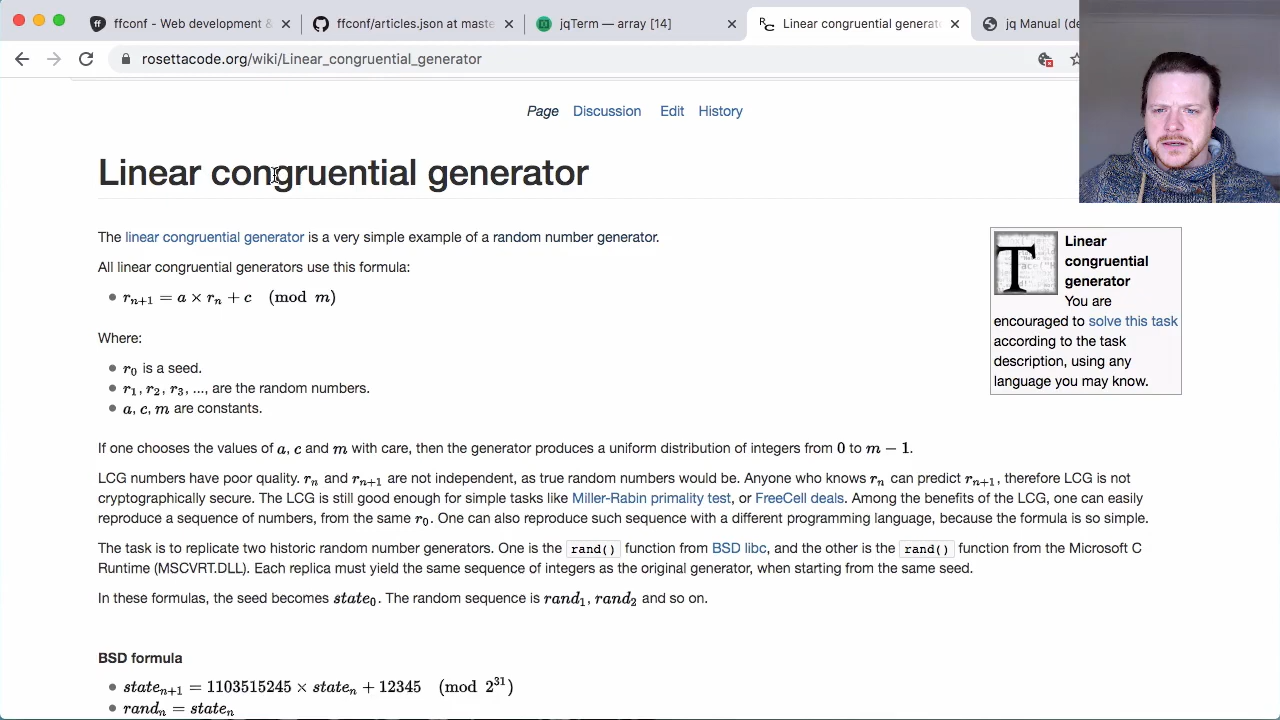 ffconf - Web development &
ffconf/articles.json at maste
jqTerm — array [14]
Linear congruential generato
jq Manual (de
rosettacode.org/wiki/Linear_congruential_generator
Page Discussion Edit History
Linear congruential generator
The linear congruential generator is a very simple example of a random number generator.
All linear congruential generators use this formula:
rₙ₊₁ = a × rₙ + c (mod m)
Where:
r₀ is a seed.
r₁, r₂, r₃, ..., are the random numbers.
a, c, m are constants.
If one chooses the values of a, c and m with care, then the generator produces a uniform distribution of integers from 0 to m − 1.
LCG numbers have poor quality. rₙ and rₙ₊₁ are not independent, as true random numbers would be. Anyone who knows rₙ can predict rₙ₊₁, therefore LCG is not
cryptographically secure. The LCG is still good enough for simple tasks like Miller-Rabin primality test, or FreeCell deals. Among the benefits of the LCG, one can easily
reproduce a sequence of numbers, from the same r₀. One can also reproduce such sequence with a different programming language, because the formula is so simple.
The task is to replicate two historic random number generators. One is the rand() function from BSD libc, and the other is the rand() function from the Microsoft C
Runtime (MSCVRT.DLL). Each replica must yield the same sequence of integers as the original generator, when starting from the same seed.
In these formulas, the seed becomes state₀. The random sequence is rand₁, rand₂ and so on.
BSD formula
stateₙ₊₁ = 1103515245 × stateₙ + 12345 (mod 2³¹)
randₙ = stateₙ
T
Linear
congruential
generator
You are
encouraged to solve this task
according to the task
description, using any
language you may know.